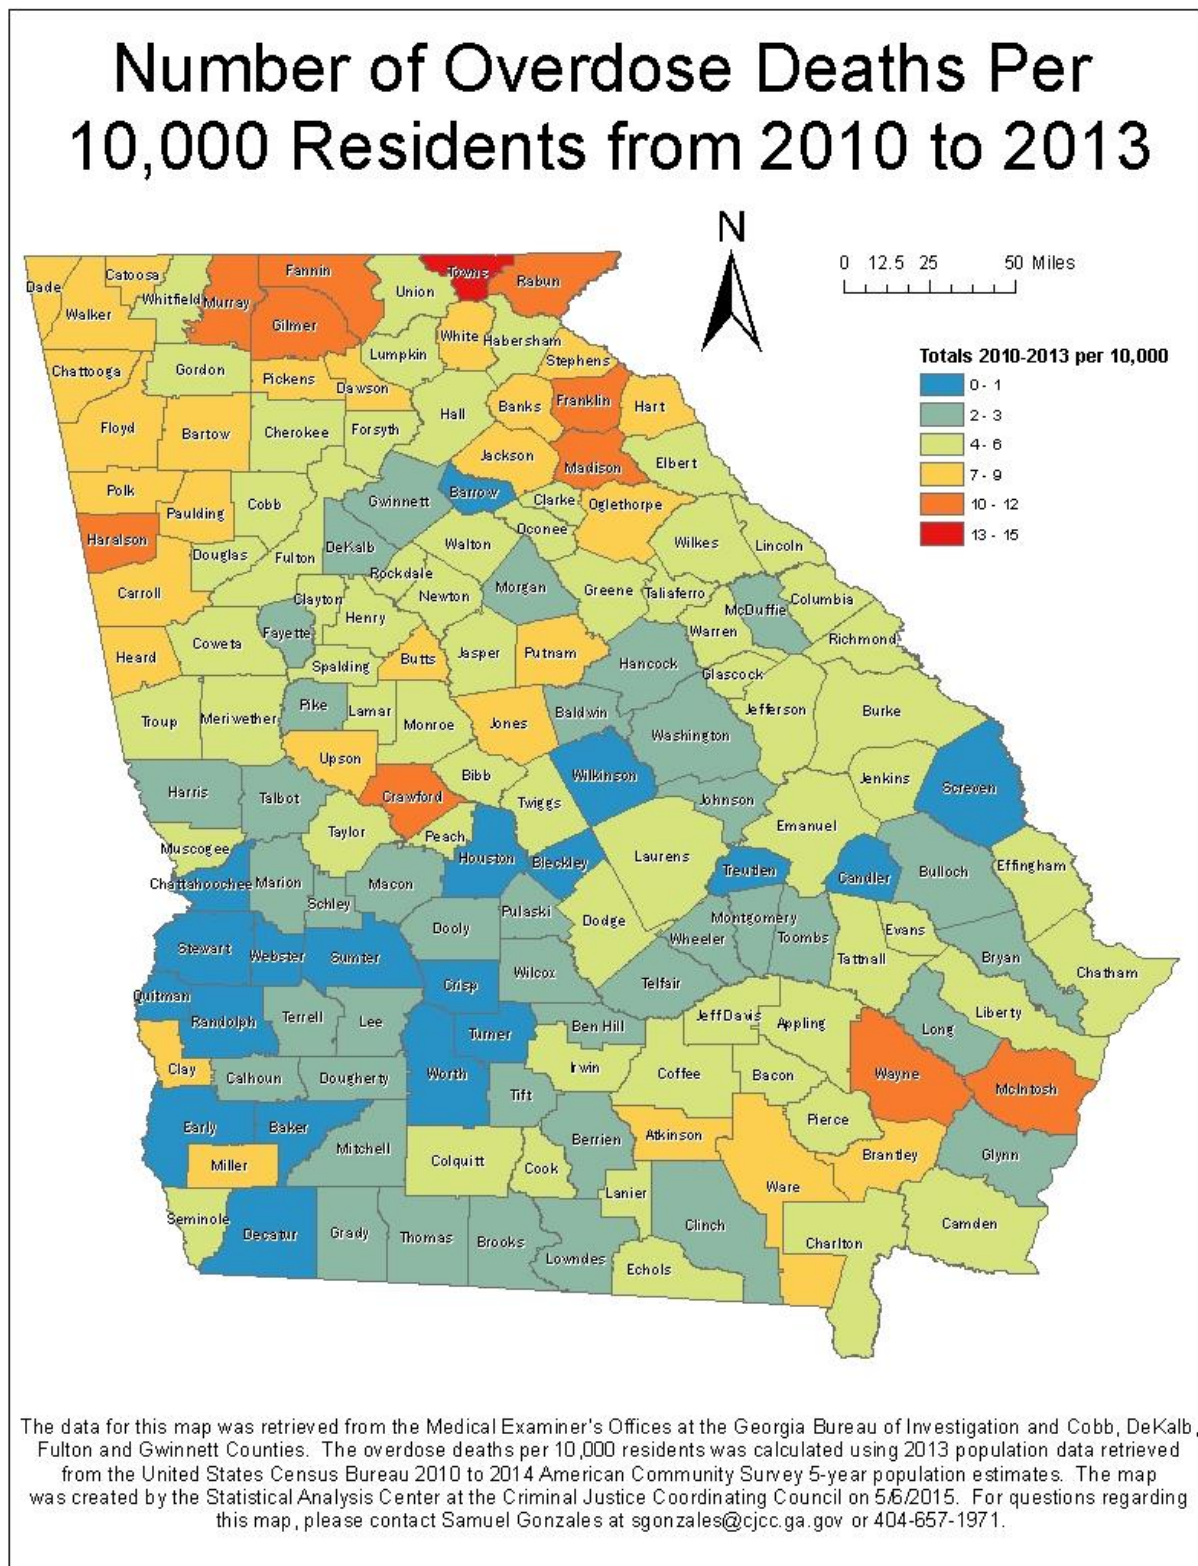 Number of Overdose Deaths Per
10,000 Residents from 2010 to 2013
N
0 12.5 25 50 Miles
Totals 2010-2013 per 10,000
0 - 1
2 - 3
4 - 6
7 - 9
10 - 12
13 - 15
Dade
Catoosa
Whitfield
Murray
Fannin
Union
Towns
Rabun
Walker
Gilmer
White
Habersham
Lumpkin
Stephens
Chattooga
Gordon
Pickens
Dawson
Banks
Franklin
Hart
Floyd
Bartow
Cherokee
Forsyth
Hall
Jackson
Madison
Elbert
Polk
Paulding
Cobb
Gwinnett
Barrow
Clarke
Oglethorpe
Oconee
Haralson
Douglas
Fulton
DeKalb
Walton
Wilkes
Lincoln
Carroll
Rockdale
Clayton
Newton
Morgan
Greene
Taliaferro
McDuffie
Columbia
Henry
Fayette
Coweta
Warren
Richmond
Heard
Spalding
Butts
Jasper
Putnam
Hancock
Glascock
Troup
Meriwether
Pike
Lamar
Monroe
Jones
Baldwin
Washington
Jefferson
Burke
Upson
Bibb
Wilkinson
Jenkins
Screven
Harris
Talbot
Crawford
Twiggs
Johnson
Taylor
Peach
Emanuel
Muscogee
Houston
Bleckley
Laurens
Treutlen
Candler
Bulloch
Effingham
Chattahoochee
Marion
Macon
Schley
Pulaski
Dodge
Montgomery
Wheeler
Toombs
Evans
Tattnall
Bryan
Chatham
Stewart
Webster
Sumter
Dooly
Wilcox
Telfair
Crisp
Quitman
Randolph
Terrell
Lee
Turner
Ben Hill
Jeff Davis
Appling
Long
Liberty
Clay
Calhoun
Dougherty
Worth
Tift
Irwin
Coffee
Bacon
Wayne
McIntosh
Early
Baker
Mitchell
Berrien
Atkinson
Pierce
Brantley
Glynn
Miller
Colquitt
Cook
Lanier
Ware
Seminole
Decatur
Grady
Thomas
Brooks
Lowndes
Echols
Clinch
Charlton
Camden
The data for this map was retrieved from the Medical Examiner's Offices at the Georgia Bureau of Investigation and Cobb, DeKalb,
Fulton and Gwinnett Counties. The overdose deaths per 10,000 residents was calculated using 2013 population data retrieved
from the United States Census Bureau 2010 to 2014 American Community Survey 5-year population estimates. The map
was created by the Statistical Analysis Center at the Criminal Justice Coordinating Council on 5/6/2015. For questions regarding
this map, please contact Samuel Gonzales at sgonzales@cjcc.ga.gov or 404-657-1971.